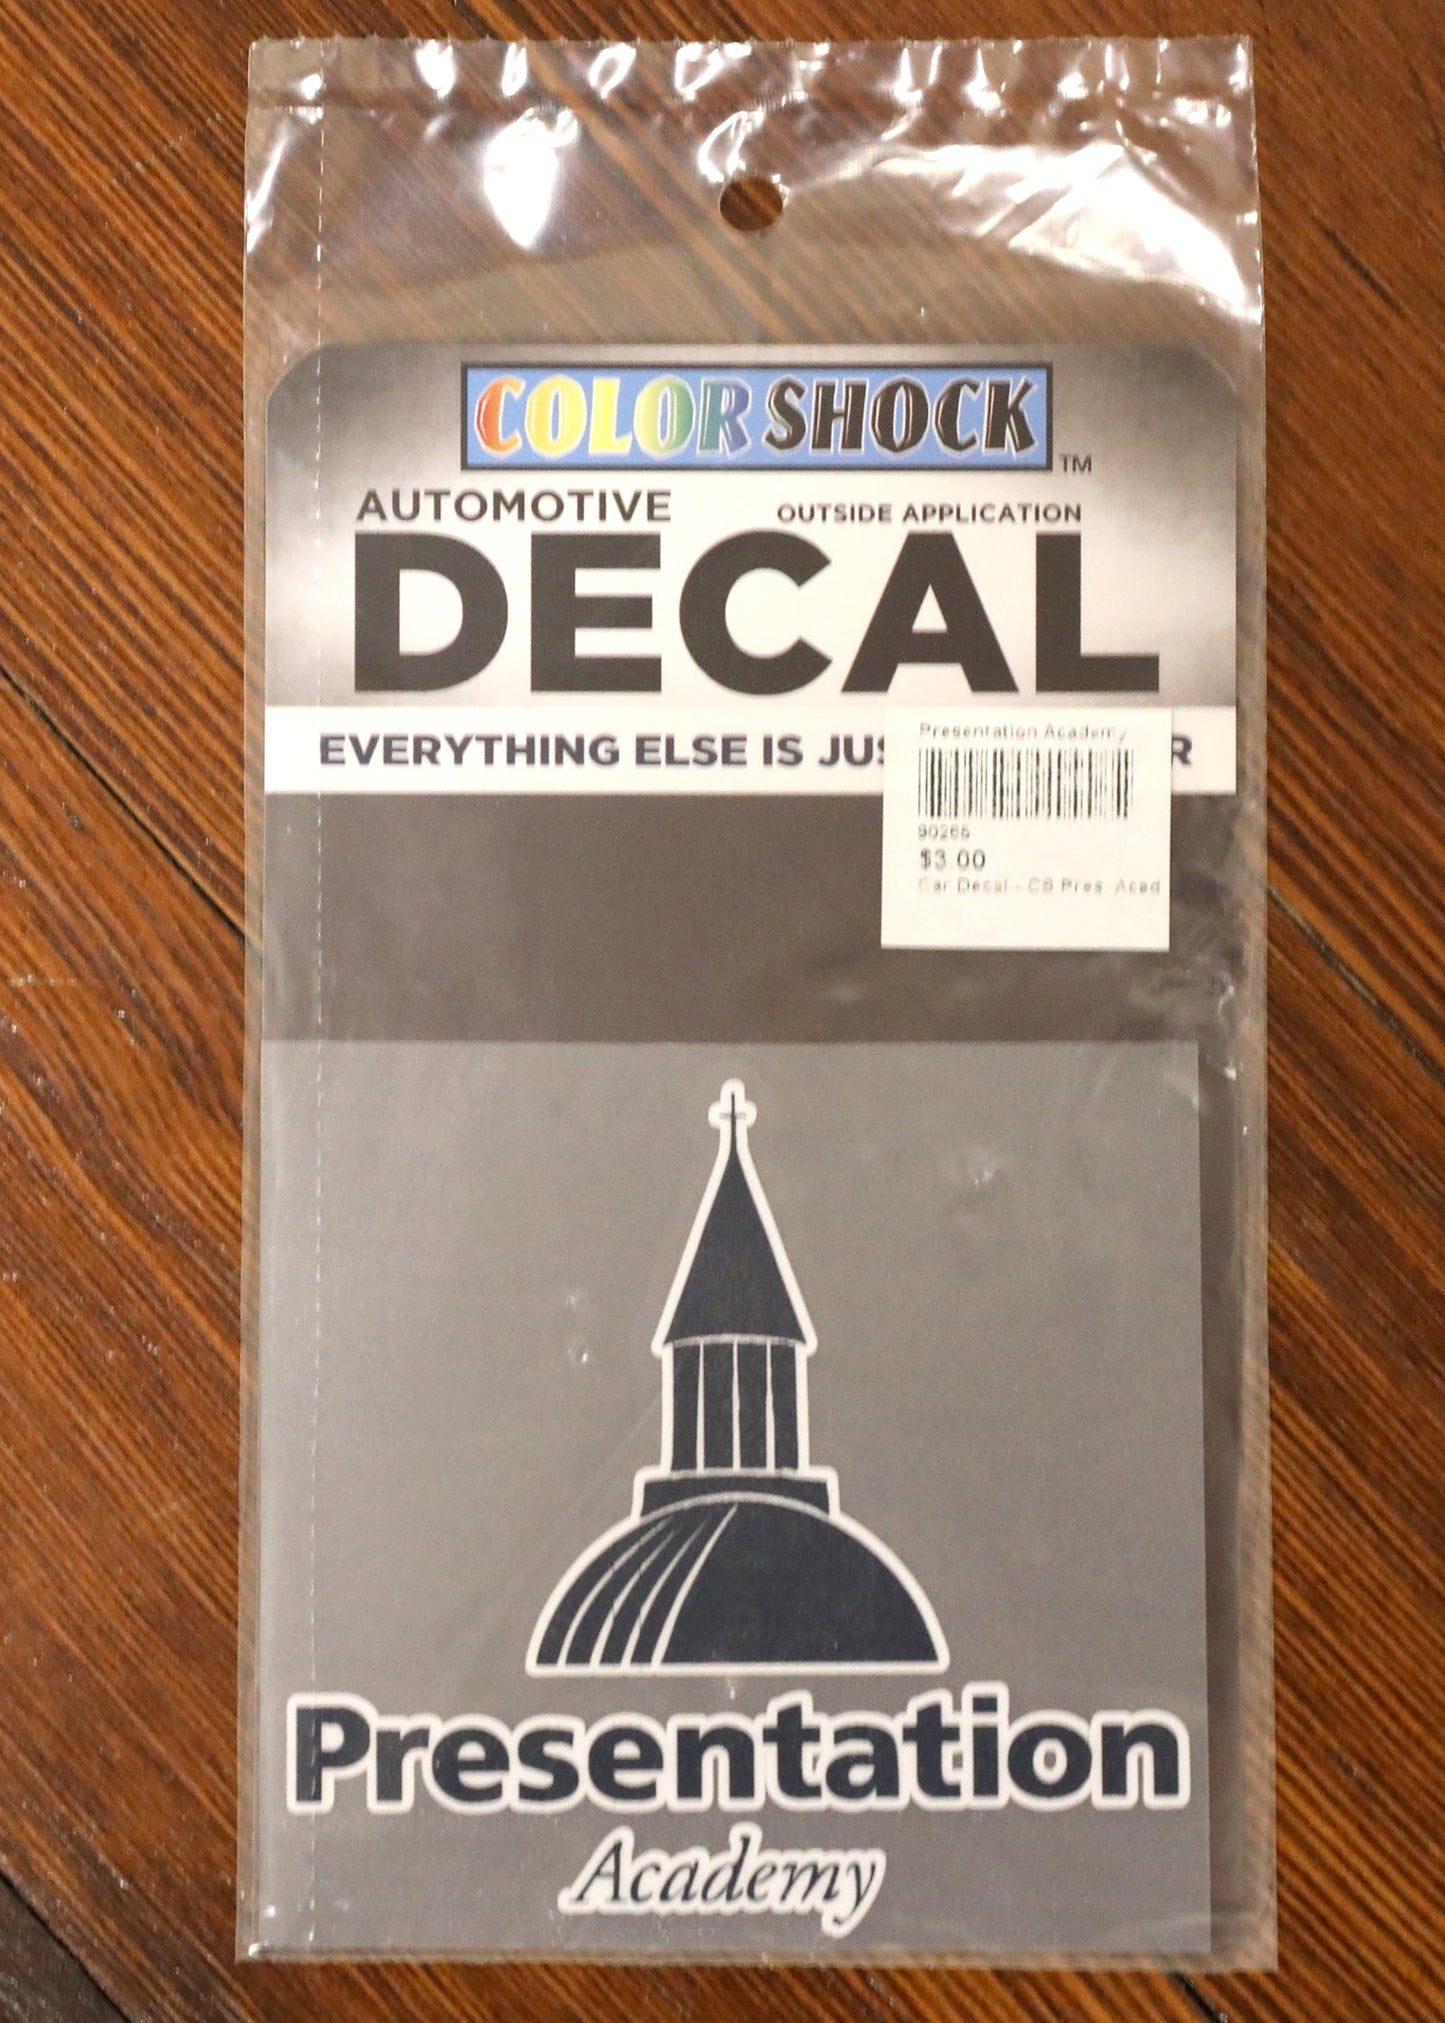 COLOR SHOCK
TM
AUTOMOTIVE
OUTSIDE APPLICATION
DECAL
EVERYTHING ELSE IS
Presentation Academy
90265
$3.00
Car Decal - CS Pres. Acad
Presentation
Academy